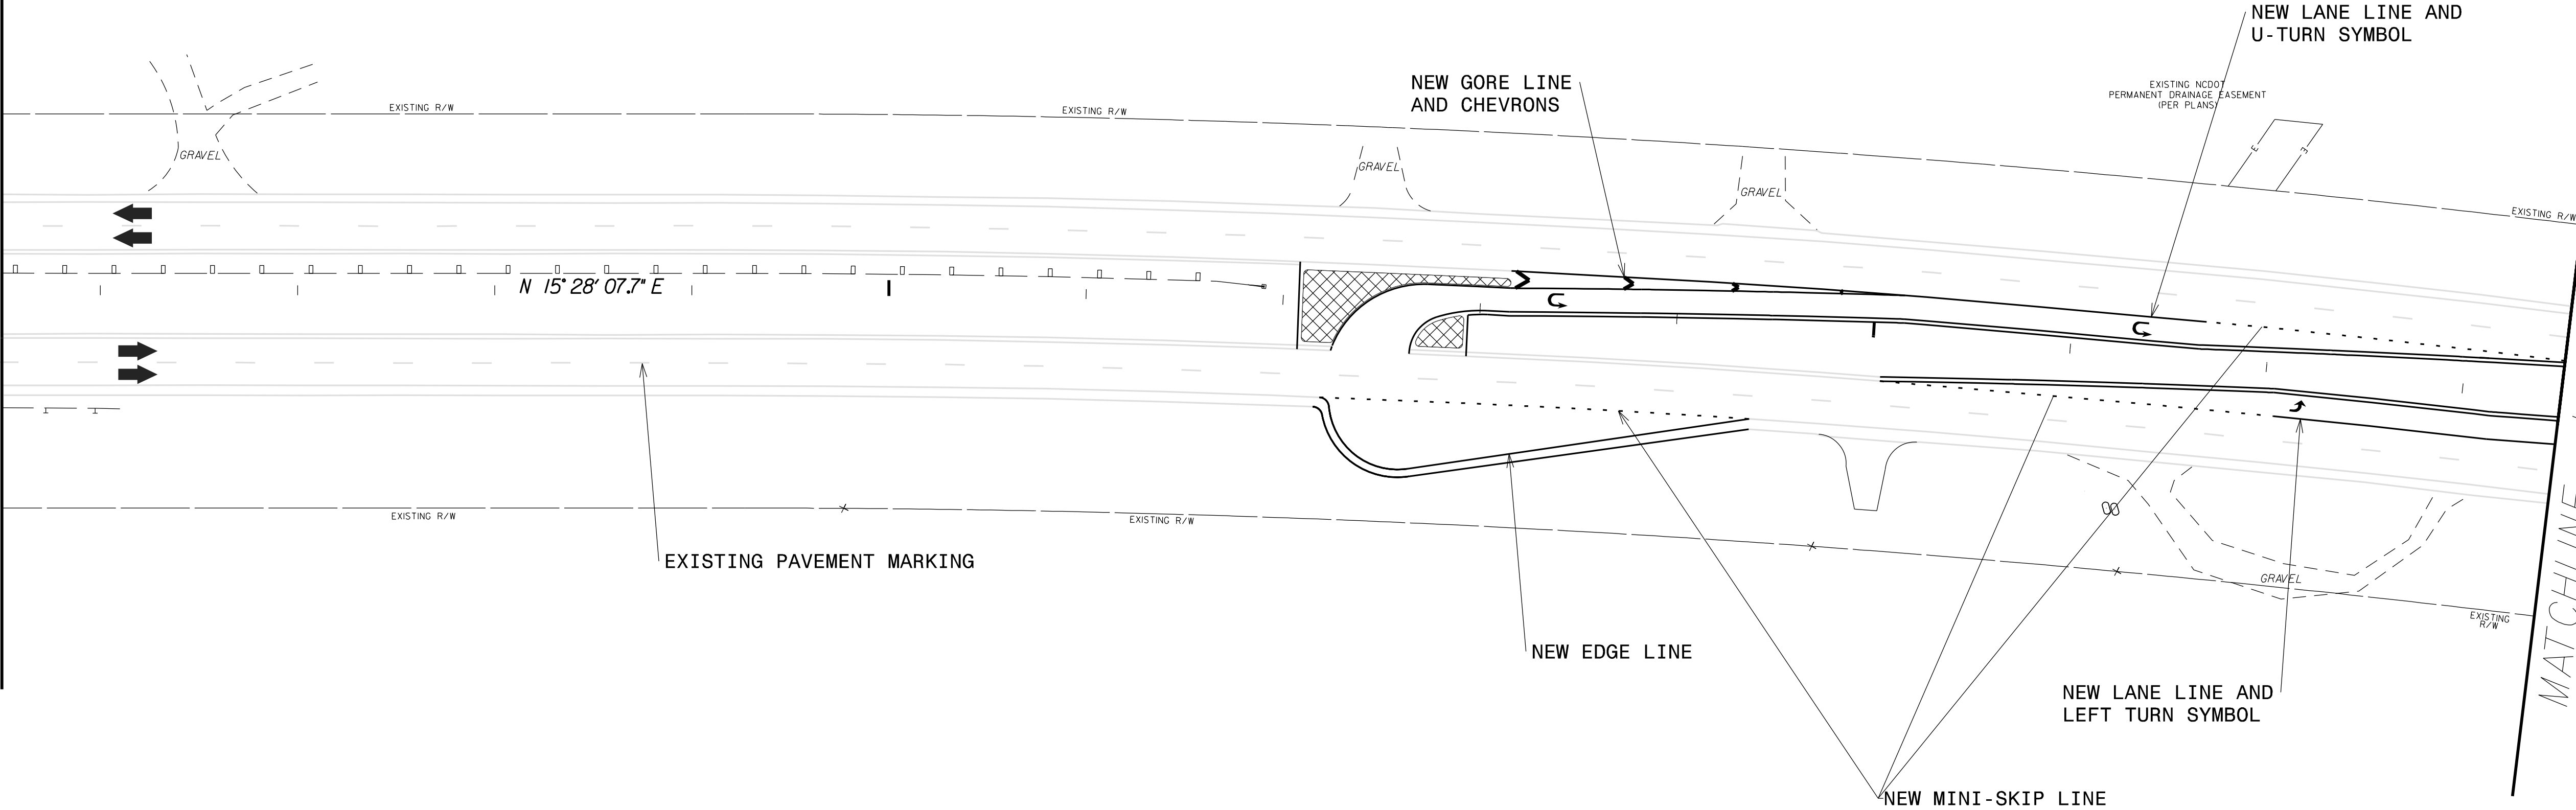 NEW LANE LINE AND
U-TURN SYMBOL
NEW GORE LINE
AND CHEVRONS
EXISTING NCDOT
PERMANENT DRAINAGE EASEMENT
(PER PLANS)
EXISTING R/W
EXISTING R/W
GRAVEL
GRAVEL
GRAVEL
E
E
EXISTING R/W
N 15° 28' 07.7" E
EXISTING R/W
EXISTING R/W
EXISTING PAVEMENT MARKING
GRAVEL
EXISTING
R/W
NEW EDGE LINE
NEW LANE LINE AND
LEFT TURN SYMBOL
MATCHLINE
NEW MINI-SKIP LINE